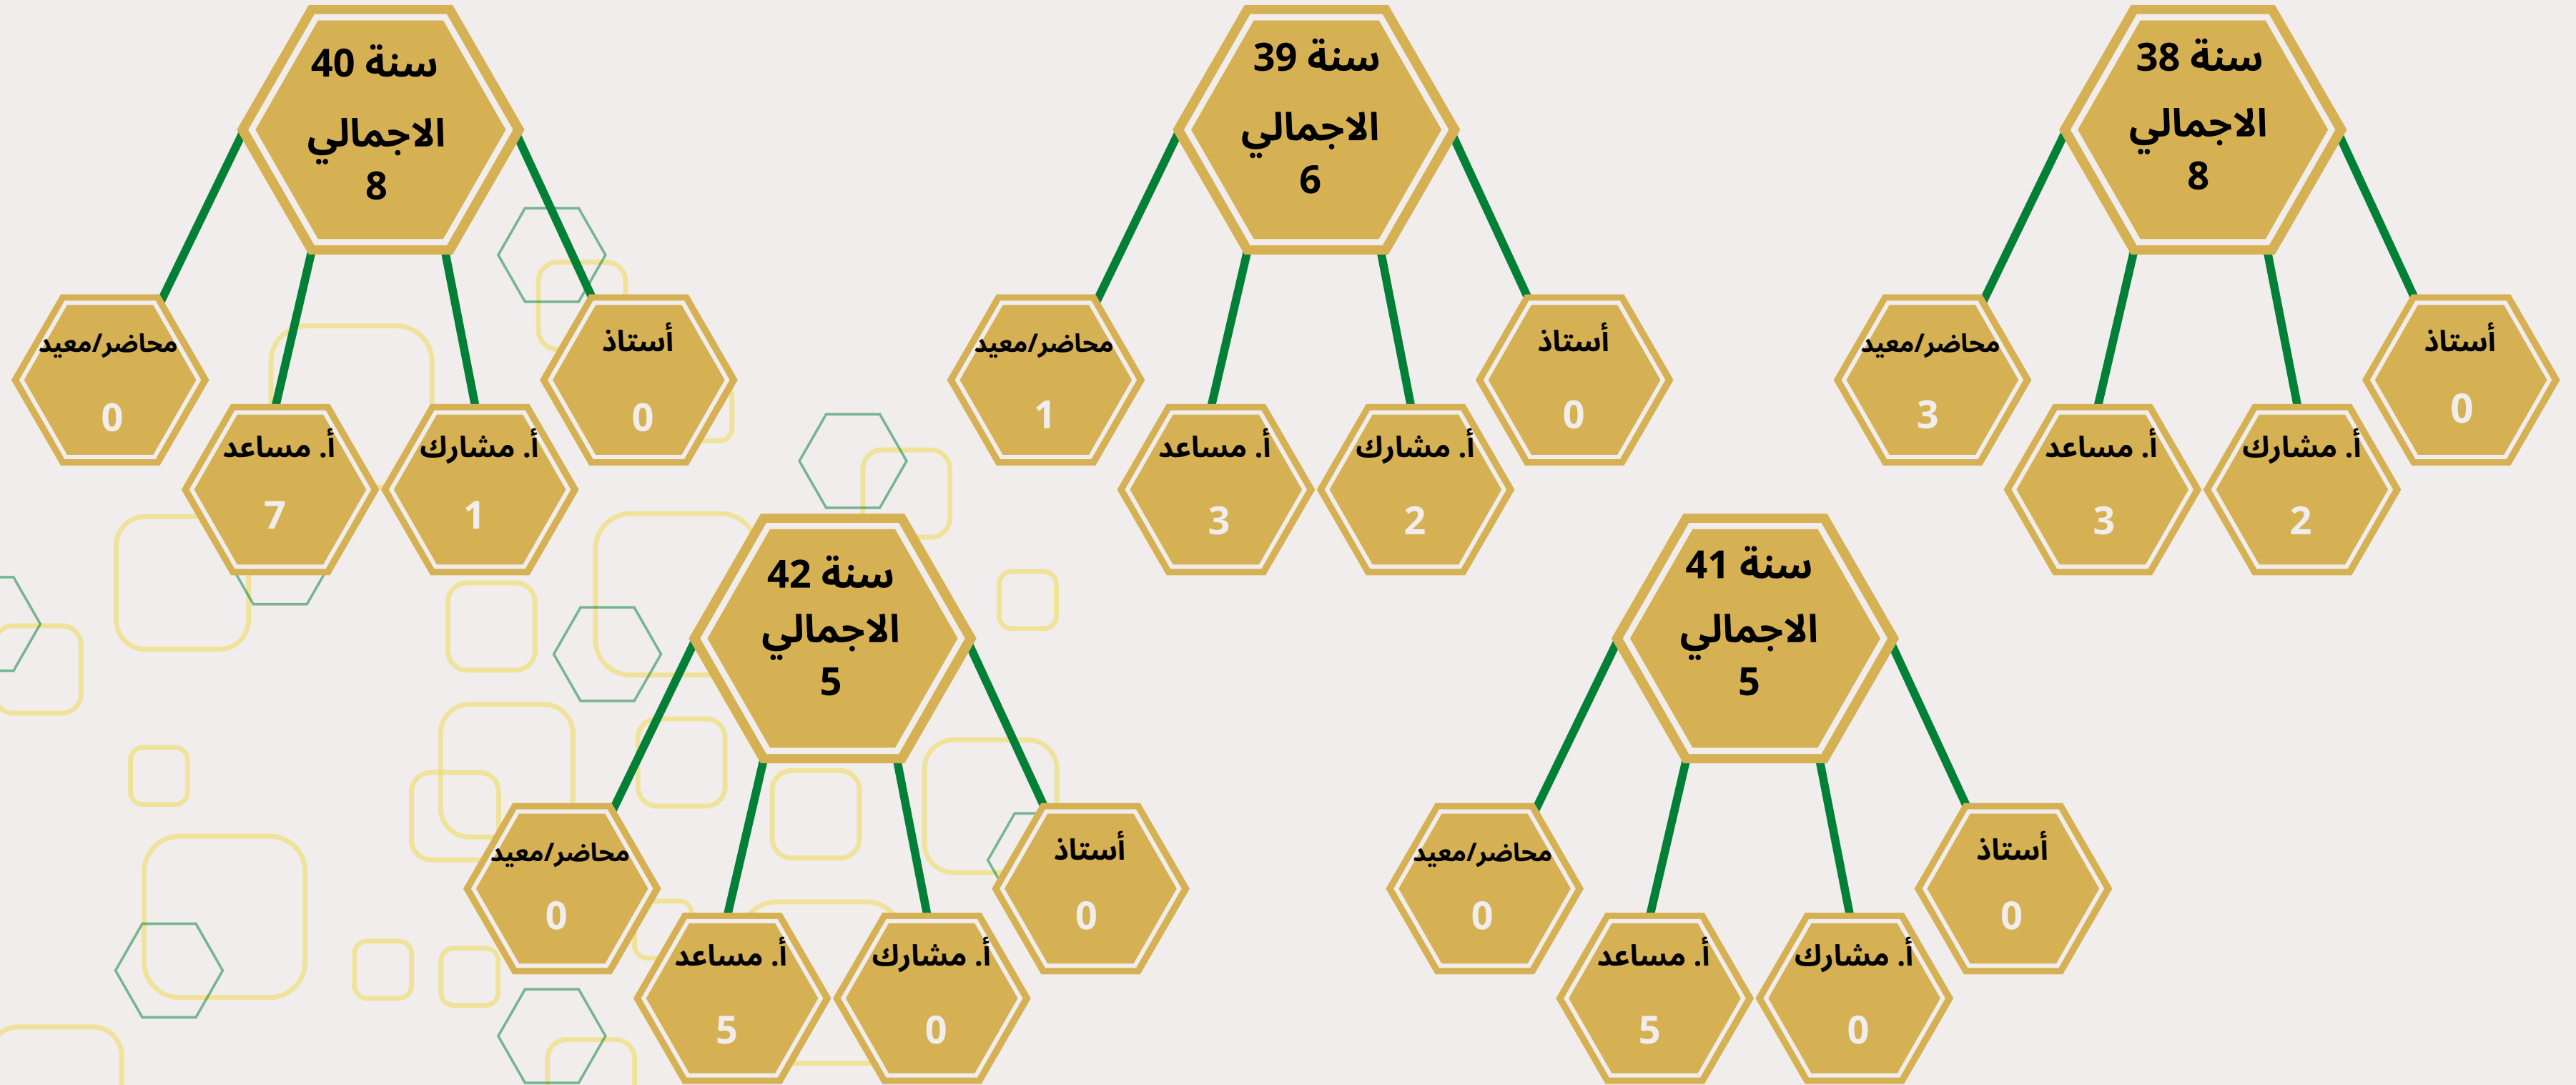 سنة 38
الاجمالي
8
أستاذ
0
أ. مشارك
2
أ. مساعد
3
محاضر/معيد
3
سنة 39
الاجمالي
6
أستاذ
0
أ. مشارك
2
أ. مساعد
3
محاضر/معيد
1
سنة 40
الاجمالي
8
أستاذ
0
أ. مشارك
1
أ. مساعد
7
محاضر/معيد
0
سنة 41
الاجمالي
5
أستاذ
0
أ. مشارك
0
أ. مساعد
5
محاضر/معيد
0
سنة 42
الاجمالي
5
أستاذ
0
أ. مشارك
0
أ. مساعد
5
محاضر/معيد
0